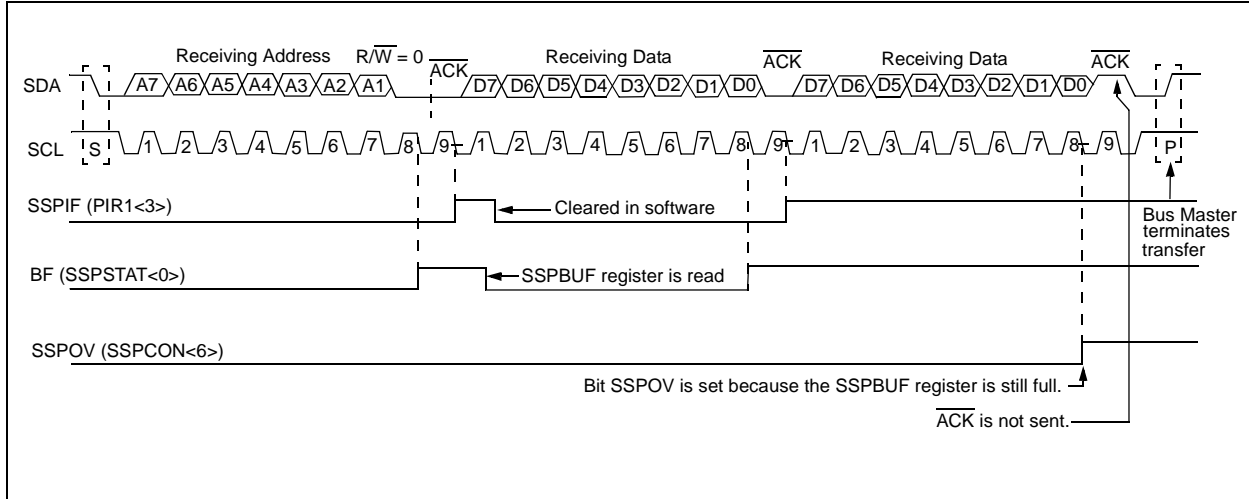 Receiving Address R/W = 0 ACK Receiving Data ACK Receiving Data ACK
SDA A7 A6 A5 A4 A3 A2 A1 D7 D6 D5 D4 D3 D2 D1 D0 D7 D6 D5 D4 D3 D2 D1 D0
SCL S 1 2 3 4 5 6 7 8 9 1 2 3 4 5 6 7 8 9 1 2 3 4 5 6 7 8 9 P
SSPIF (PIR1<3>) Cleared in software
Bus Master
terminates
transfer
BF (SSPSTAT<0>) SSPBUF register is read
SSPOV (SSPCON<6>)
Bit SSPOV is set because the SSPBUF register is still full.
ACK is not sent.